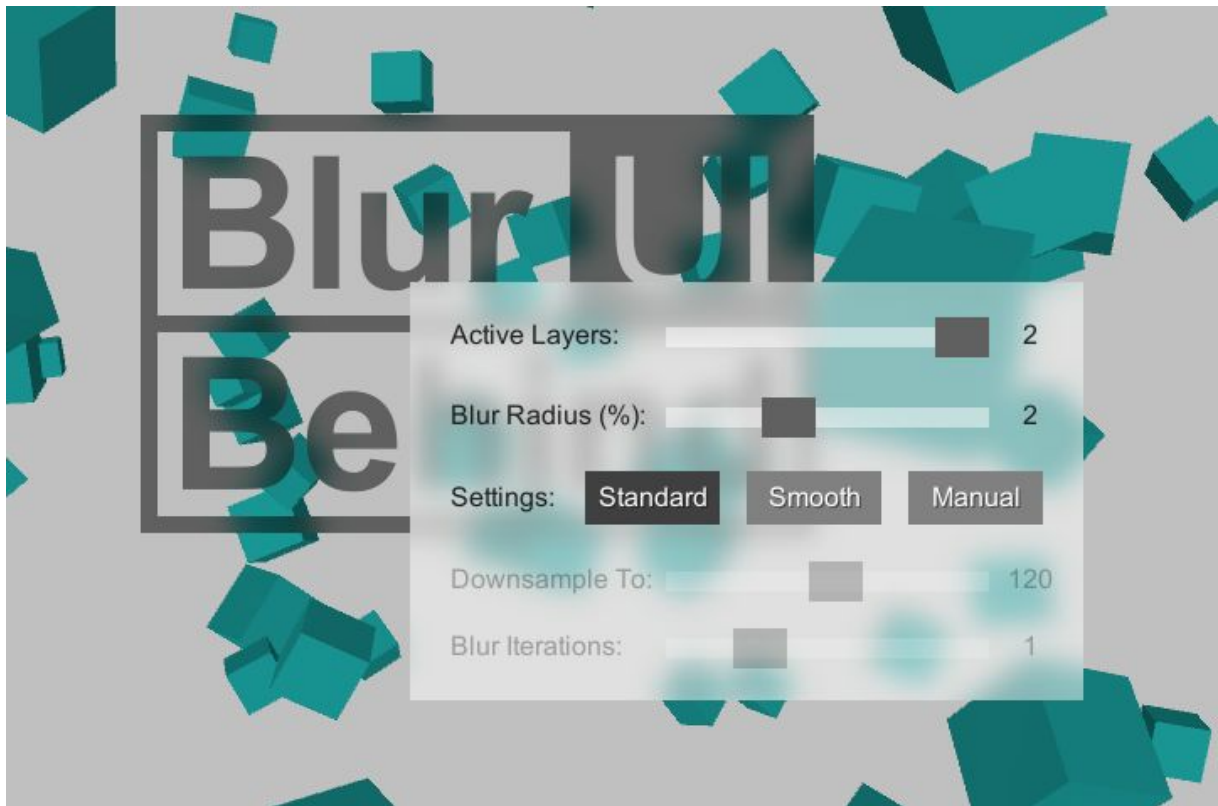 Blur UI
Be
Active Layers: 2
Blur Radius (%): 2
Settings: Standard Smooth Manual
Downsample To: 120
Blur Iterations: 1